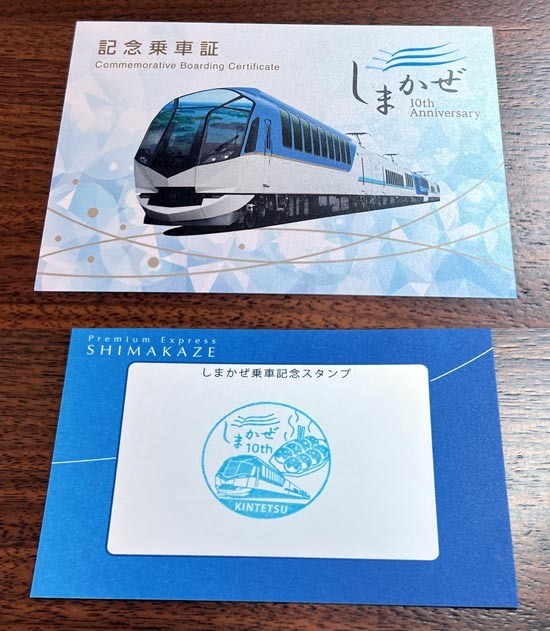 記念乗車証
Commemorative Boarding Certificate
しまかぜ
10th
Anniversary
Premium Express
SHIMAKAZE
しまかぜ乗車記念スタンプ
しまかぜ
10th
KINTETSU